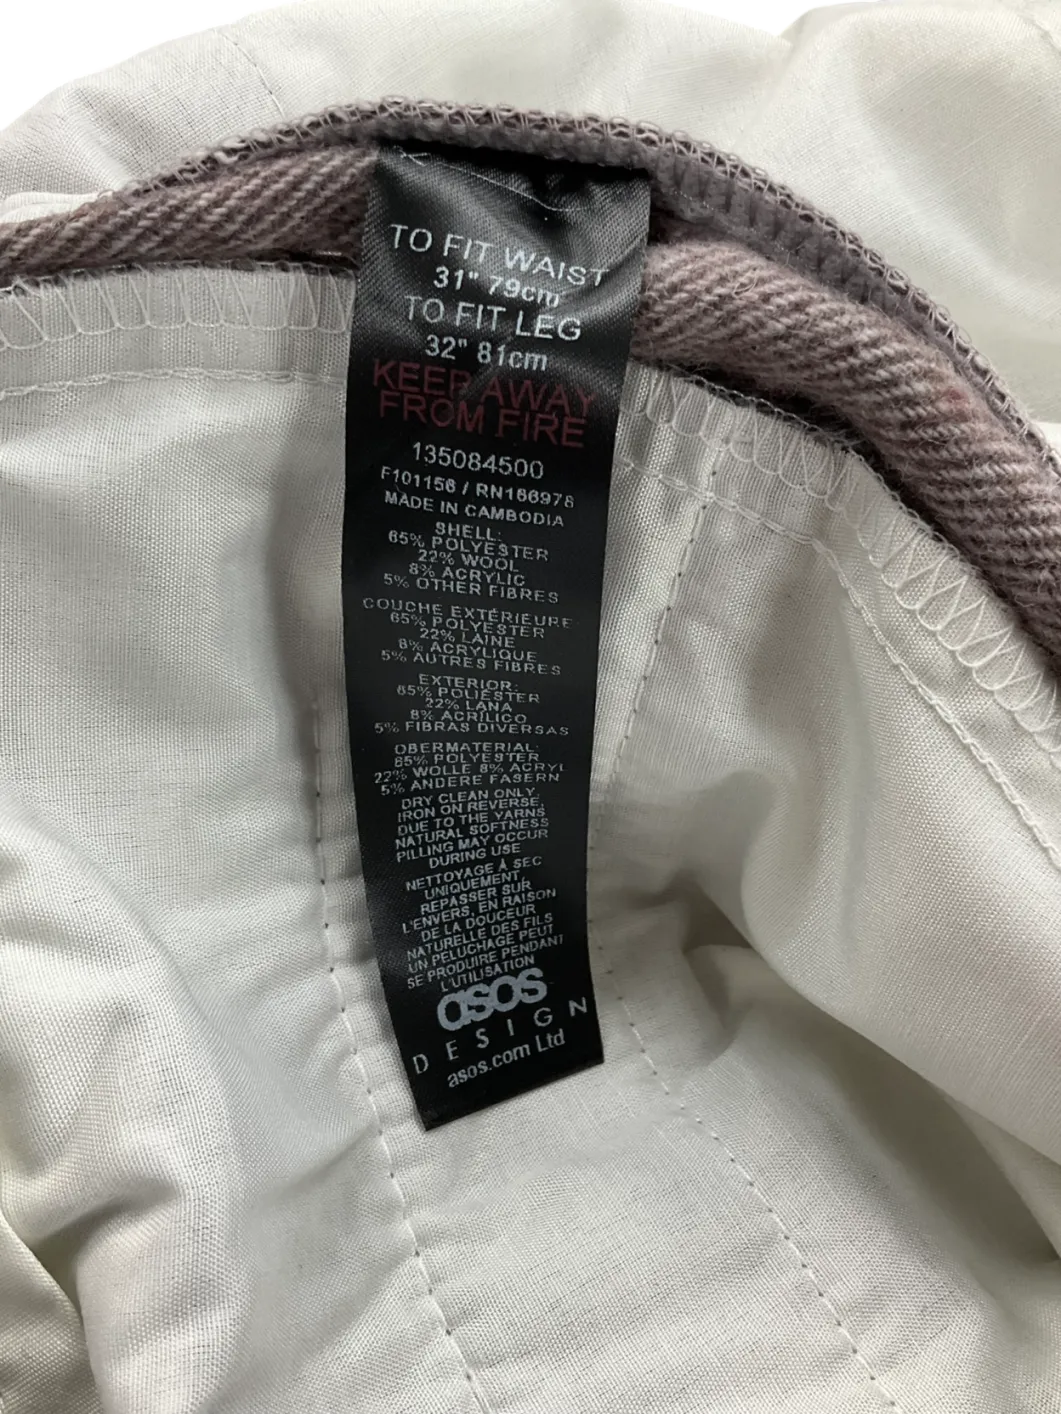 TO FIT WAIST
31" 79cm
TO FIT LEG
32" 81cm
KEEP AWAY
FROM FIRE
135084500
F101156 / RN166978
MADE IN CAMBODIA
SHELL:
65% POLYESTER
22% WOOL
8% ACRYLIC
5% OTHER FIBRES
COUCHE EXTÉRIEURE
65% POLYESTER
22% LAINE
8% ACRYLIQUE
5% AUTRES FIBRES
EXTERIOR:
65% POLIÉSTER
22% LANA
8% ACRÍLICO
5% FIBRAS DIVERSAS
OBERMATERIAL:
65% POLYESTER
22% WOLLE 8% ACRYL
5% ANDERE FASERN
DRY CLEAN ONLY,
IRON ON REVERSE,
DUE TO THE YARNS
NATURAL SOFTNESS
PILLING MAY OCCUR
DURING USE
NETTOYAGE À SEC
UNIQUEMENT,
REPASSER SUR
L'ENVERS, EN RAISON
DE LA DOUCEUR
NATURELLE DES FILS
UN PELUCHAGE PEUT
SE PRODUIRE PENDANT
L'UTILISATION
asos
DESIGN
asos.com Ltd